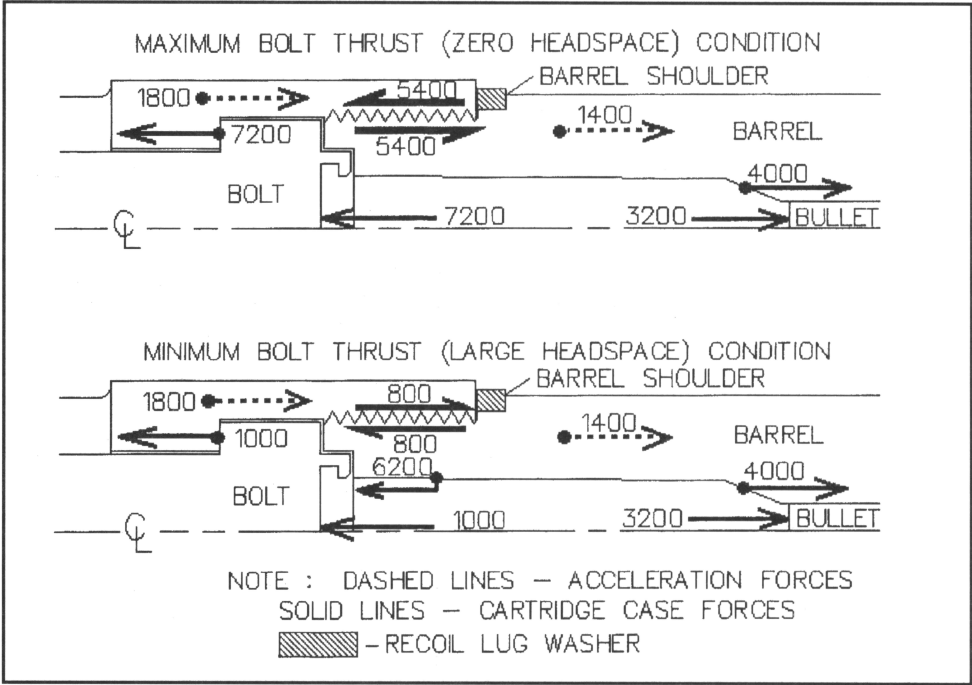 MAXIMUM BOLT THRUST (ZERO HEADSPACE) CONDITION
BARREL SHOULDER
1800
5400
7200
5400
1400
BARREL
4000
BOLT
7200
3200
BULLET
CL
MINIMUM BOLT THRUST (LARGE HEADSPACE) CONDITION
BARREL SHOULDER
1800
800
1000
800
1400
BARREL
6200
4000
BOLT
1000
3200
BULLET
CL
NOTE : DASHED LINES – ACCELERATION FORCES
SOLID LINES – CARTRIDGE CASE FORCES
– RECOIL LUG WASHER